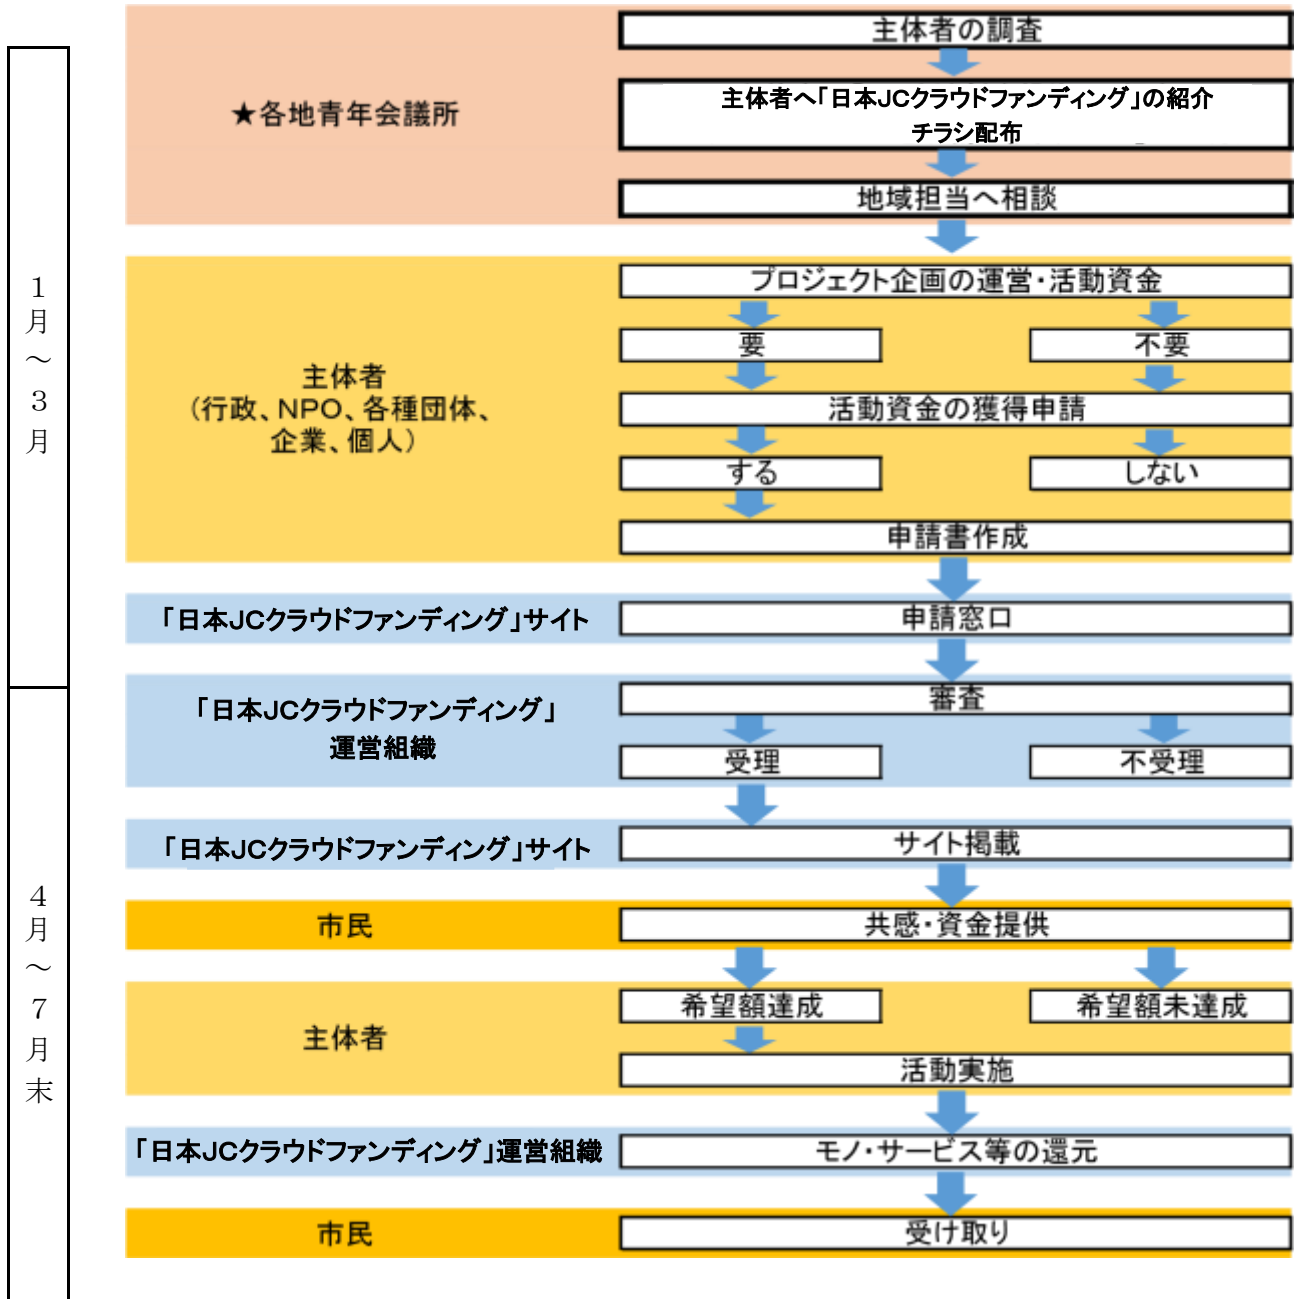 1月～3月
★各地青年会議所
主体者の調査
主体者へ「日本JCクラウドファンディング」の紹介
チラシ配布
地域担当へ相談
主体者
（行政、NPO、各種団体、
企業、個人）
プロジェクト企画の運営・活動資金
要
不要
活動資金の獲得申請
する
しない
申請書作成
「日本JCクラウドファンディング」サイト
申請窓口
4月～7月末
「日本JCクラウドファンディング」
運営組織
審査
受理
不受理
「日本JCクラウドファンディング」サイト
サイト掲載
市民
共感・資金提供
主体者
希望額達成
希望額未達成
活動実施
「日本JCクラウドファンディング」運営組織
モノ・サービス等の還元
市民
受け取り